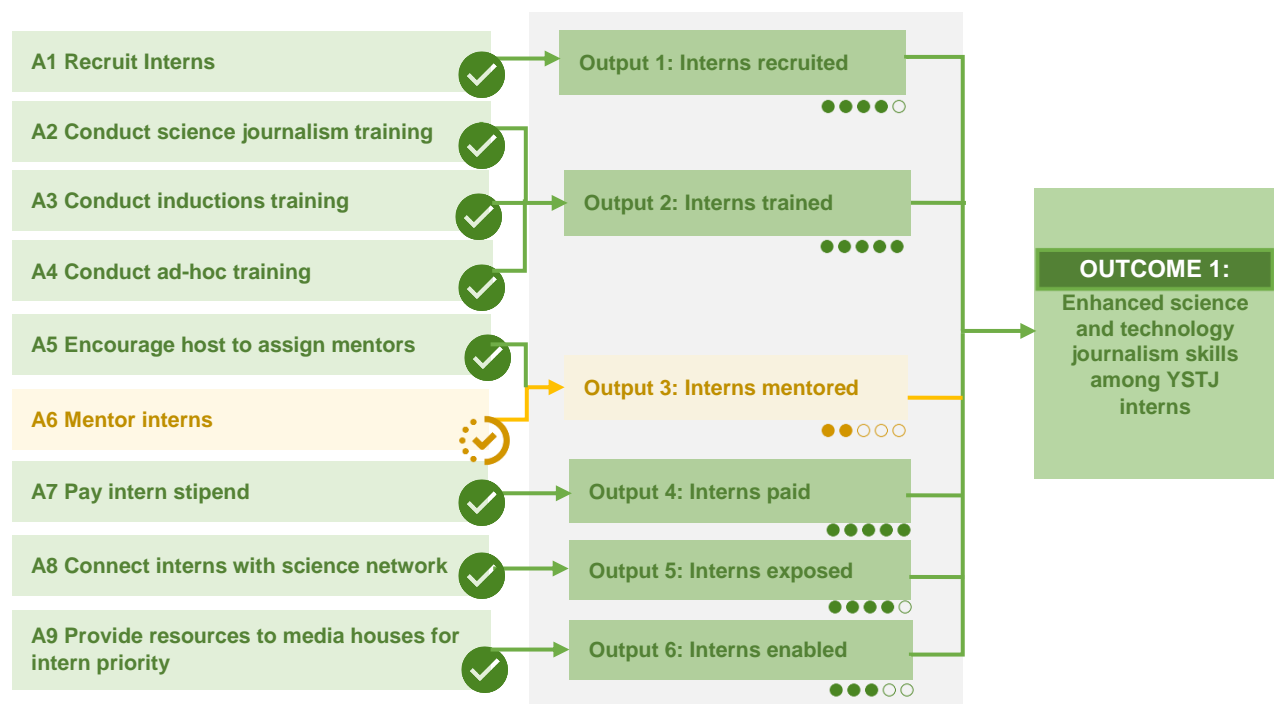 A1 Recruit Interns
Output 1: Interns recruited
A2 Conduct science journalism training
A3 Conduct inductions training
Output 2: Interns trained
A4 Conduct ad-hoc training
A5 Encourage host to assign mentors
A6 Mentor interns
Output 3: Interns mentored
A7 Pay intern stipend
Output 4: Interns paid
A8 Connect interns with science network
Output 5: Interns exposed
A9 Provide resources to media houses for
intern priority
Output 6: Interns enabled
OUTCOME 1:
Enhanced science
and technology
journalism skills
among YSTJ
interns